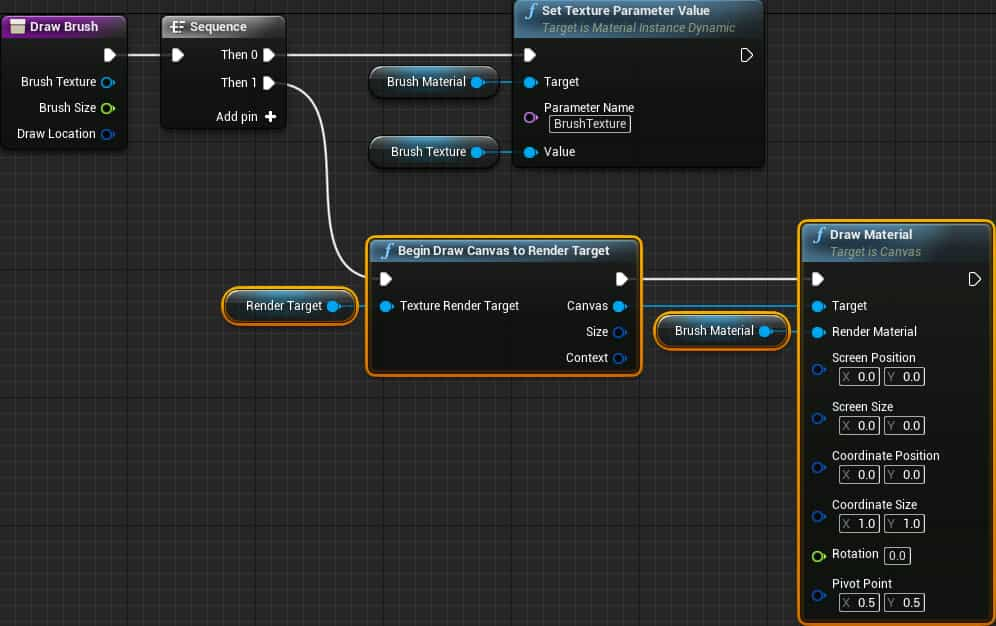 Draw Brush
Brush Texture
Brush Size
Draw Location
Sequence
Then 0
Then 1
Add pin
Brush Material
Brush Texture
Set Texture Parameter Value
Target is Material Instance Dynamic
Target
Parameter Name
BrushTexture
Value
Render Target
Begin Draw Canvas to Render Target
Texture Render Target
Canvas
Size
Context
Brush Material
Draw Material
Target is Canvas
Target
Render Material
Screen Position
X 0.0 Y 0.0
Screen Size
X 0.0 Y 0.0
Coordinate Position
X 0.0 Y 0.0
Coordinate Size
X 1.0 Y 1.0
Rotation 0.0
Pivot Point
X 0.5 Y 0.5